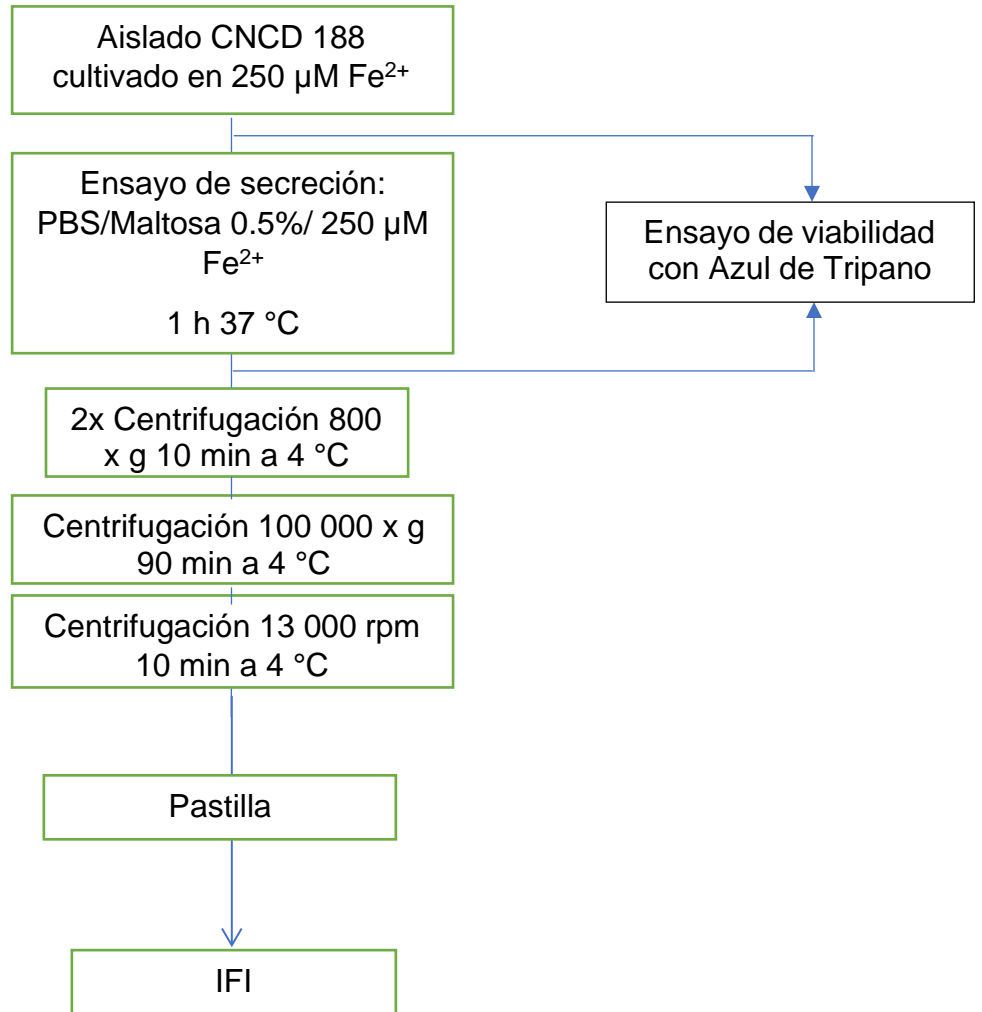 Aislado CNCD 188
cultivado en 250 µM Fe²⁺
Ensayo de secreción:
PBS/Maltosa 0.5%/ 250 µM
Fe²⁺
1 h 37 °C
Ensayo de viabilidad
con Azul de Tripano
2x Centrifugación 800
x g 10 min a 4 °C
Centrifugación 100 000 x g
90 min a 4 °C
Centrifugación 13 000 rpm
10 min a 4 °C
Pastilla
IFI